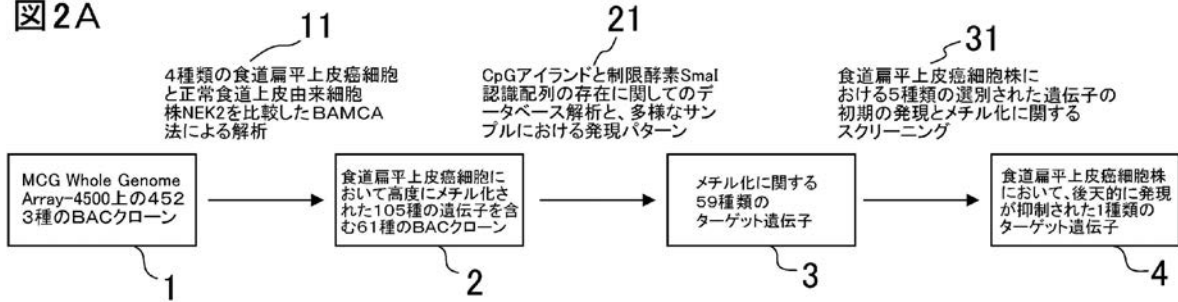 図2A
11
4種類の食道扁平上皮癌細胞
と正常食道上皮由来細胞
株NEK2を比較したBAMCA
法による解析
21
CpGアイランドと制限酵素SmaI
認識配列の存在に関してのデ
ータベース解析と、多様なサン
プルにおける発現パターン
31
食道扁平上皮癌細胞株に
おける5種類の選別された遺伝子の
初期の発現とメチル化に関する
スクリーニング
MCG Whole Genome
Array-4500上の452
3種のBACクローン
1
食道扁平上皮癌細胞に
おいて高度にメチル化さ
れた105種の遺伝子を含
む61種のBACクローン
2
メチル化に関する
59種類の
ターゲット遺伝子
3
食道扁平上皮癌細胞株
において、後天的に発現
が抑制された1種類の
ターゲット遺伝子
4